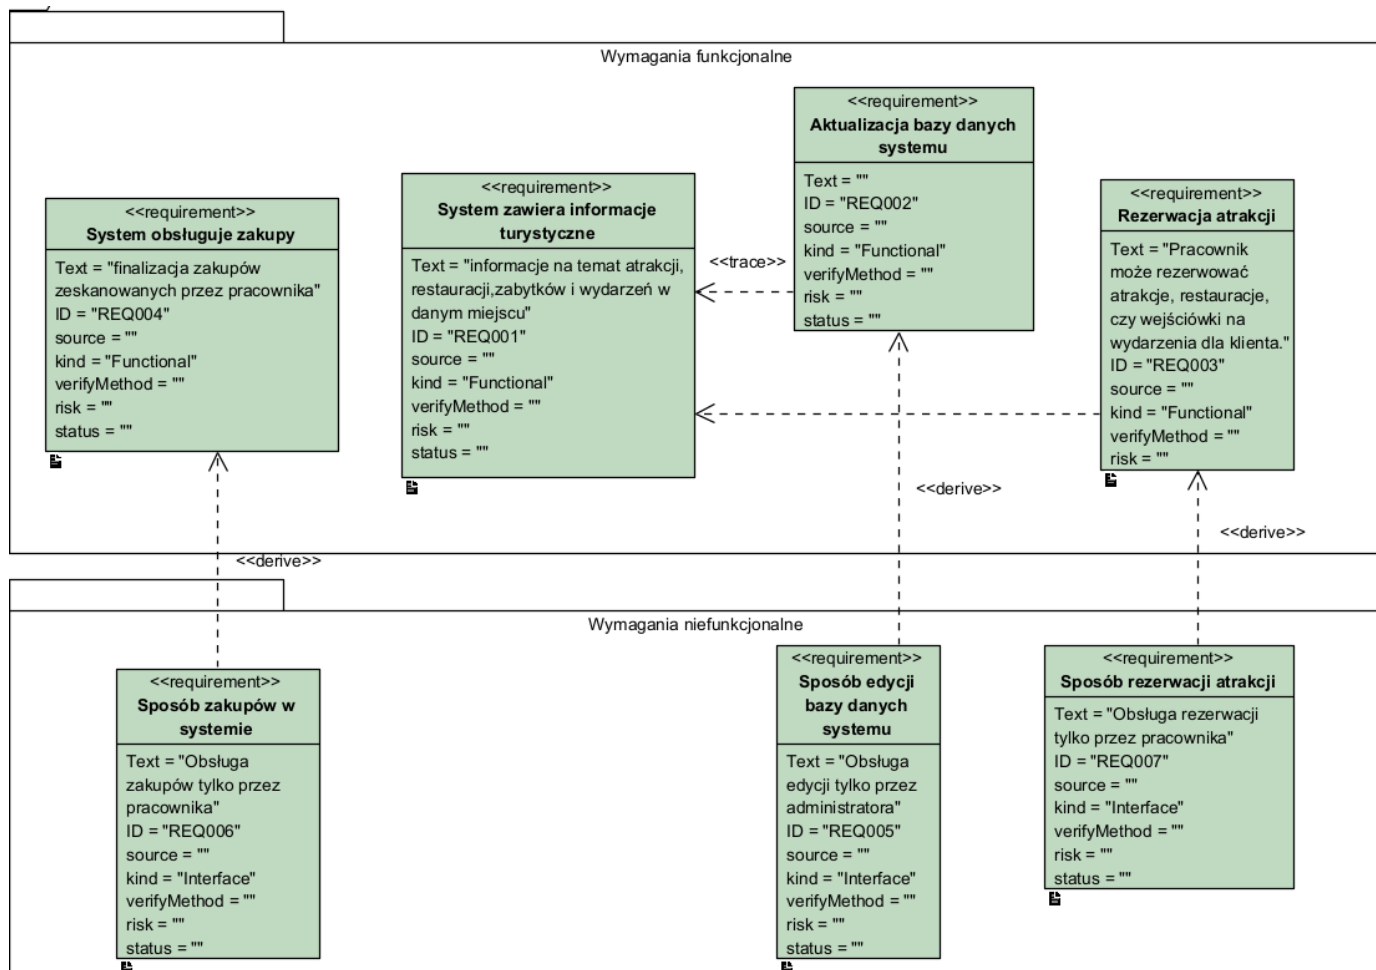 Wymagania funkcjonalne
<<requirement>>
System obsługuje zakupy
Text = "finalizacja zakupów
zeskanowanych przez pracownika"
ID = "REQ004"
source = ""
kind = "Functional"
verifyMethod = ""
risk = ""
status = ""
<<requirement>>
System zawiera informacje
turystyczne
Text = "informacje na temat atrakcji,
restauracji,zabytków i wydarzeń w
danym miejscu"
ID = "REQ001"
source = ""
kind = "Functional"
verifyMethod = ""
risk = ""
status = ""
<<trace>>
<<requirement>>
Aktualizacja bazy danych
systemu
Text = ""
ID = "REQ002"
source = ""
kind = "Functional"
verifyMethod = ""
risk = ""
status = ""
<<requirement>>
Rezerwacja atrakcji
Text = "Pracownik
może rezerwować
atrakcje, restauracje,
czy wejściówki na
wydarzenia dla klienta."
ID = "REQ003"
source = ""
kind = "Functional"
verifyMethod = ""
risk = ""
<<derive>>
<<derive>>
<<derive>>
Wymagania niefunkcjonalne
<<requirement>>
Sposób zakupów w
systemie
Text = "Obsługa
zakupów tylko przez
pracownika"
ID = "REQ006"
source = ""
kind = "Interface"
verifyMethod = ""
risk = ""
status = ""
<<requirement>>
Sposób edycji
bazy danych
systemu
Text = "Obsługa
edycji tylko przez
administratora"
ID = "REQ005"
source = ""
kind = "Interface"
verifyMethod = ""
risk = ""
status = ""
<<requirement>>
Sposób rezerwacji atrakcji
Text = "Obsługa rezerwacji
tylko przez pracownika"
ID = "REQ007"
source = ""
kind = "Interface"
verifyMethod = ""
risk = ""
status = ""